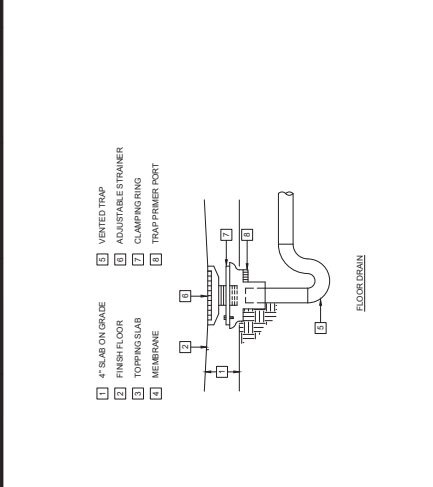 1 4" SLAB ON GRADE
2 FINISH FLOOR
3 TOPPING SLAB
4 MEMBRANE
5 VENTED TRAP
6 ADJUSTABLE STRAINER
7 CLAMPING RING
8 TRAP PRIMER PORT
6
2
7
8
1
5
FLOOR DRAIN